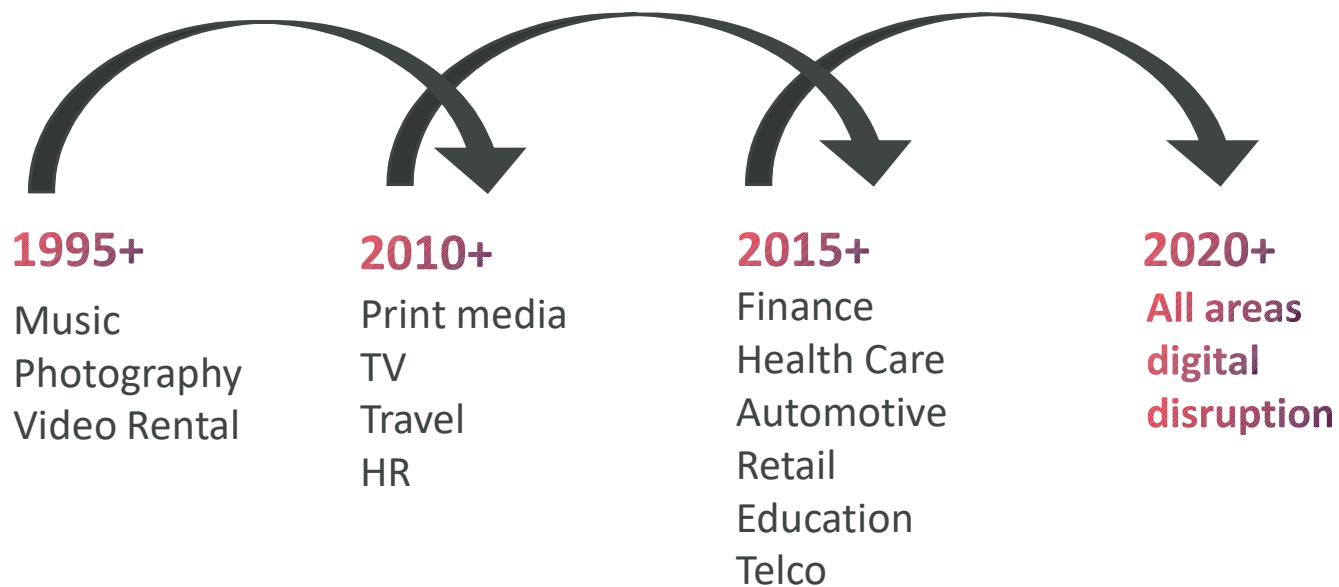 1995+
Music
Photography
Video Rental
2010+
Print media
TV
Travel
HR
2015+
Finance
Health Care
Automotive
Retail
Education
Telco
2020+
All areas
digital
disruption